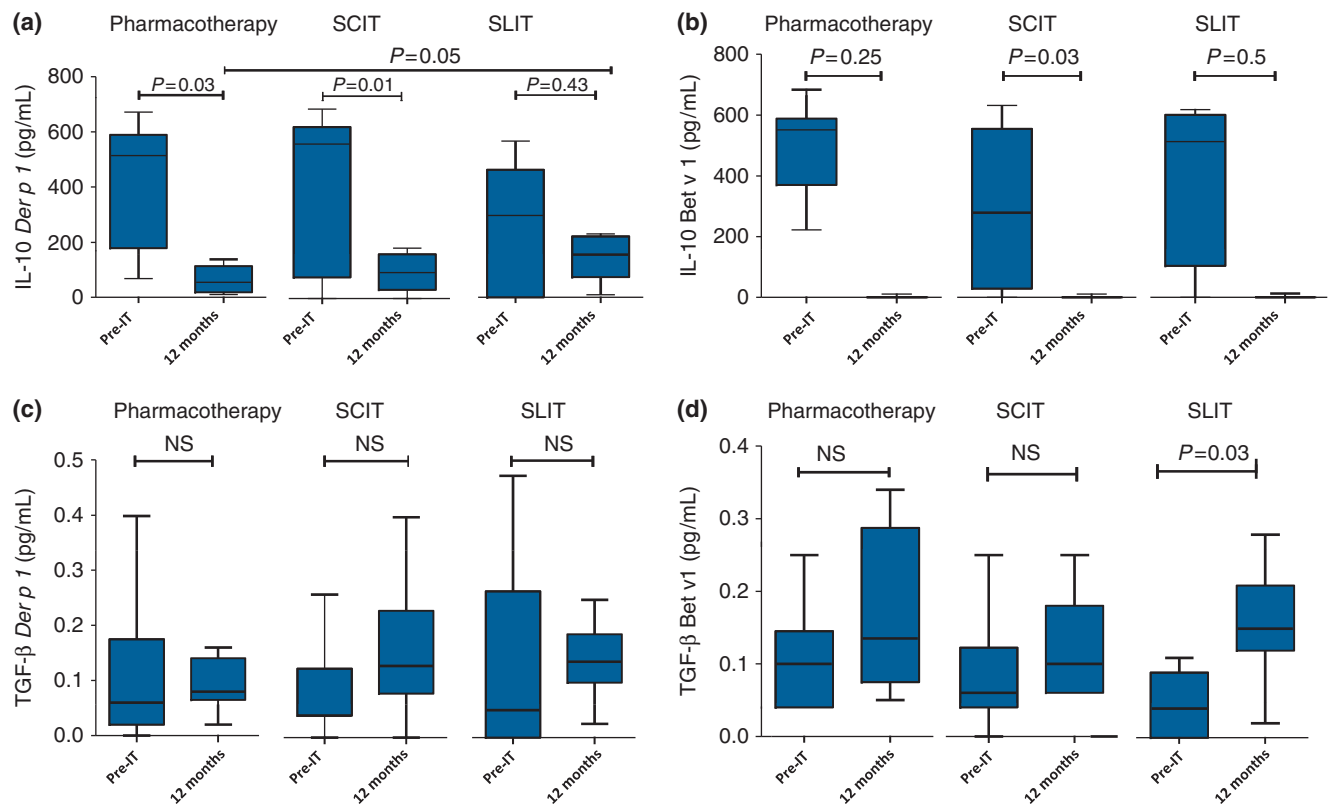 (a)
Pharmacotherapy SCIT SLIT
P=0.05
P=0.03 P=0.01 P=0.43
IL-10 Der p 1 (pg/mL)
800
600
400
200
0
Pre-IT 12 months Pre-IT 12 months Pre-IT 12 months
(b)
Pharmacotherapy SCIT SLIT
P=0.25 P=0.03 P=0.5
IL-10 Bet v 1 (pg/mL)
800
600
400
200
0
Pre-IT 12 months Pre-IT 12 months Pre-IT 12 months
(c)
Pharmacotherapy SCIT SLIT
NS NS NS
TGF-β Der p 1 (pg/mL)
0.5
0.4
0.3
0.2
0.1
0.0
Pre-IT 12 months Pre-IT 12 months Pre-IT 12 months
(d)
Pharmacotherapy SCIT SLIT
NS NS P=0.03
TGF-β Bet v1 (pg/mL)
0.4
0.3
0.2
0.1
0.0
Pre-IT 12 months Pre-IT 12 months Pre-IT 12 months